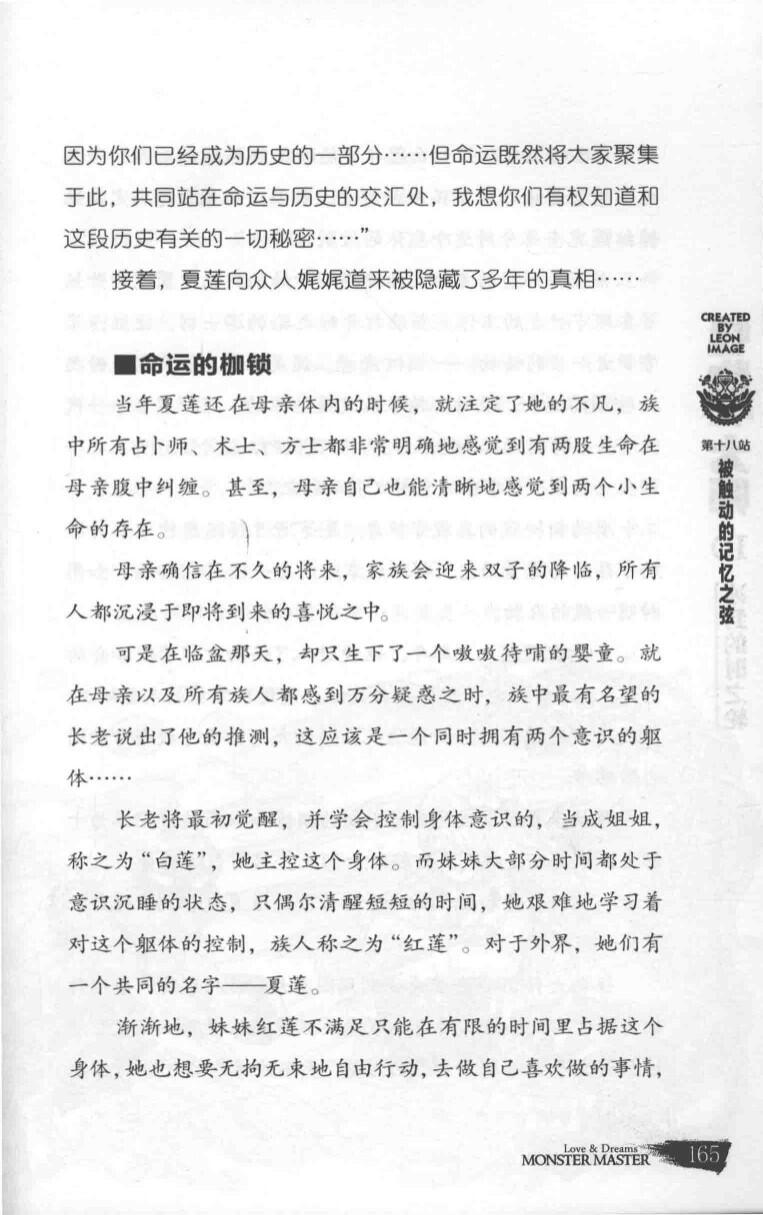 因为你们已经成为历史的一部分……但命运既然将大家聚集
于此，共同站在命运与历史的交汇处，我想你们有权知道和
这段历史有关的一切秘密……”
接着，夏莲向众人娓娓道来被隐藏了多年的真相……
■命运的枷锁
当年夏莲还在母亲体内的时候，就注定了她的不凡，族
中所有占卜师、术士、方士都非常明确地感觉到有两股生命在
母亲腹中纠缠。甚至，母亲自己也能清晰地感觉到两个小生
命的存在。
母亲确信在不久的将来，家族会迎来双子的降临，所有
人都沉浸于即将到来的喜悦之中。
可是在临盆那天，却只生下了一个嗷嗷待哺的婴童。就
在母亲以及所有族人都感到万分疑惑之时，族中最有名望的
长老说出了他的推测，这应该是一个同时拥有两个意识的躯
体……
长老将最初觉醒，并学会控制身体意识的，当成姐姐，
称之为“白莲”，她主控这个身体。而妹妹大部分时间都处于
意识沉睡的状态，只偶尔清醒短短的时间，她艰难地学习着
对这个躯体的控制，族人称之为“红莲”。对于外界，她们有
一个共同的名字——夏莲。
渐渐地，妹妹红莲不满足只能在有限的时间里占据这个
身体，她也想要无拘无束地自由行动，去做自己喜欢做的事情，
CREATED
BY
LEON
IMAGE
第十八站
被触动的记忆之弦
Love & Dreams
MONSTER MASTER
165